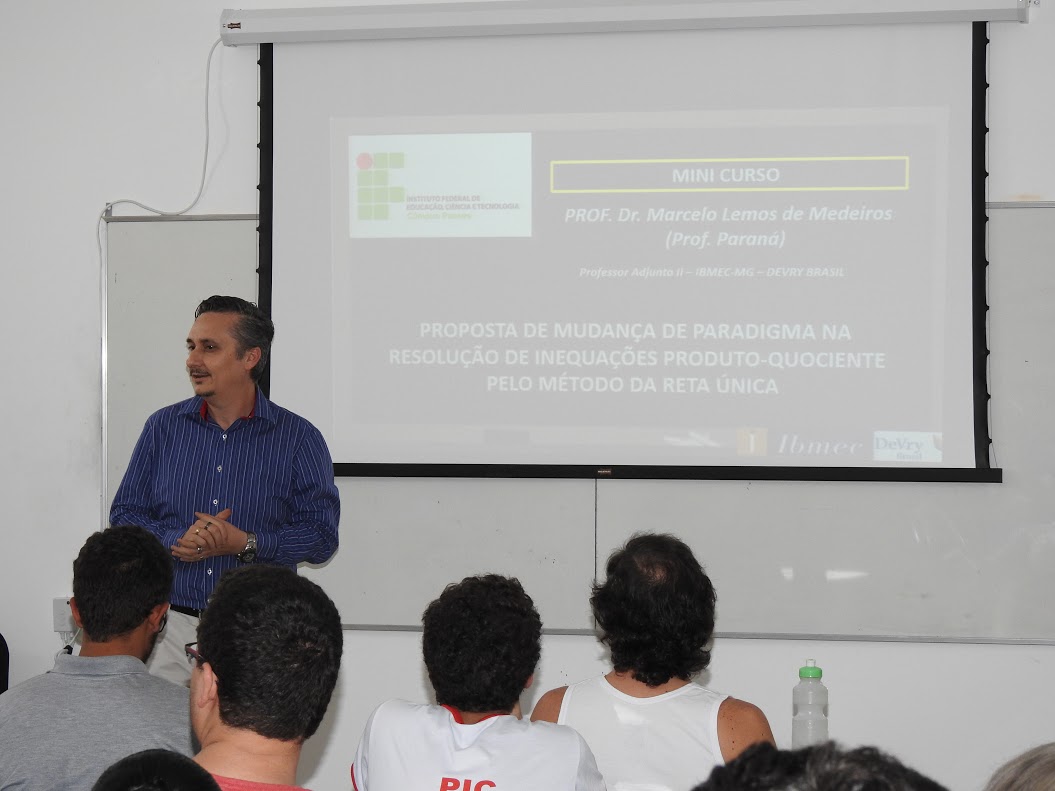 INSTITUTO FEDERAL DE
EDUCAÇÃO, CIÊNCIA E TECNOLOGIA
MINI CURSO
PROF. Dr. Marcelo Lemos de Medeiros
(Prof. Paraná)
Professor Adjunto II – IBMEC-MG – DEVRY BRASIL
PROPOSTA DE MUDANÇA DE PARADIGMA NA
RESOLUÇÃO DE INEQUAÇÕES PRODUTO-QUOCIENTE
PELO MÉTODO DA RETA ÚNICA
Ibmec
DeVry
Brasil
PIC